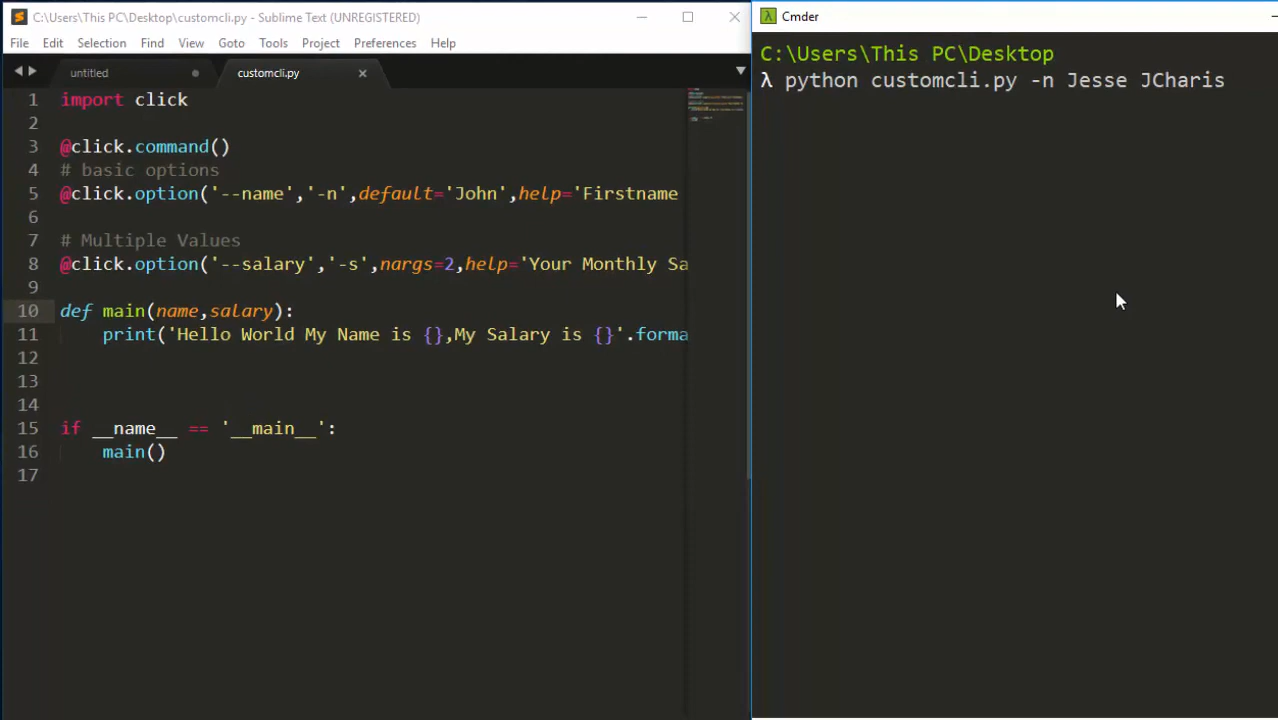 C:\Users\This PC\Desktop\customcli.py - Sublime Text (UNREGISTERED)
File Edit Selection Find View Goto Tools Project Preferences Help
untitled customcli.py
1 import click
2
3 @click.command()
4 # basic options
5 @click.option('--name','-n',default='John',help='Firstname
6
7 # Multiple Values
8 @click.option('--salary','-s',nargs=2,help='Your Monthly Sa
9
10 def main(name,salary):
11 print('Hello World My Name is {},My Salary is {}'.forma
12
13
14
15 if __name__ == '__main__':
16 main()
17
Cmder
C:\Users\This PC\Desktop
λ python customcli.py -n Jesse JCharis